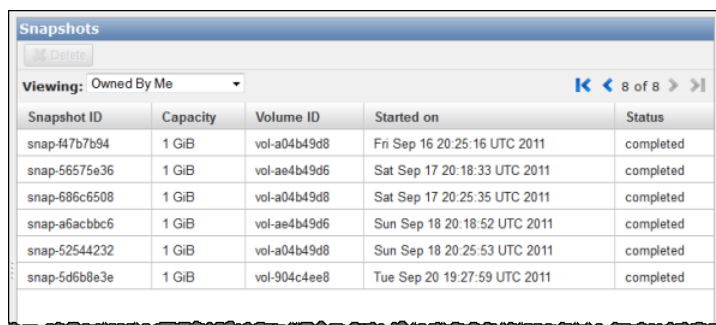 Snapshots
Delete
Viewing: Owned By Me 8 of 8
Snapshot ID Capacity Volume ID Started on Status
snap-f47b7b94 1 GiB vol-a04b49d8 Fri Sep 16 20:25:16 UTC 2011 completed
snap-56575e36 1 GiB vol-ae4b49d6 Sat Sep 17 20:18:33 UTC 2011 completed
snap-686c6508 1 GiB vol-a04b49d8 Sat Sep 17 20:25:35 UTC 2011 completed
snap-a6acbbc6 1 GiB vol-ae4b49d6 Sun Sep 18 20:18:52 UTC 2011 completed
snap-52544232 1 GiB vol-a04b49d8 Sun Sep 18 20:25:53 UTC 2011 completed
snap-5d6b8e3e 1 GiB vol-904c4ee8 Tue Sep 20 19:27:59 UTC 2011 completed